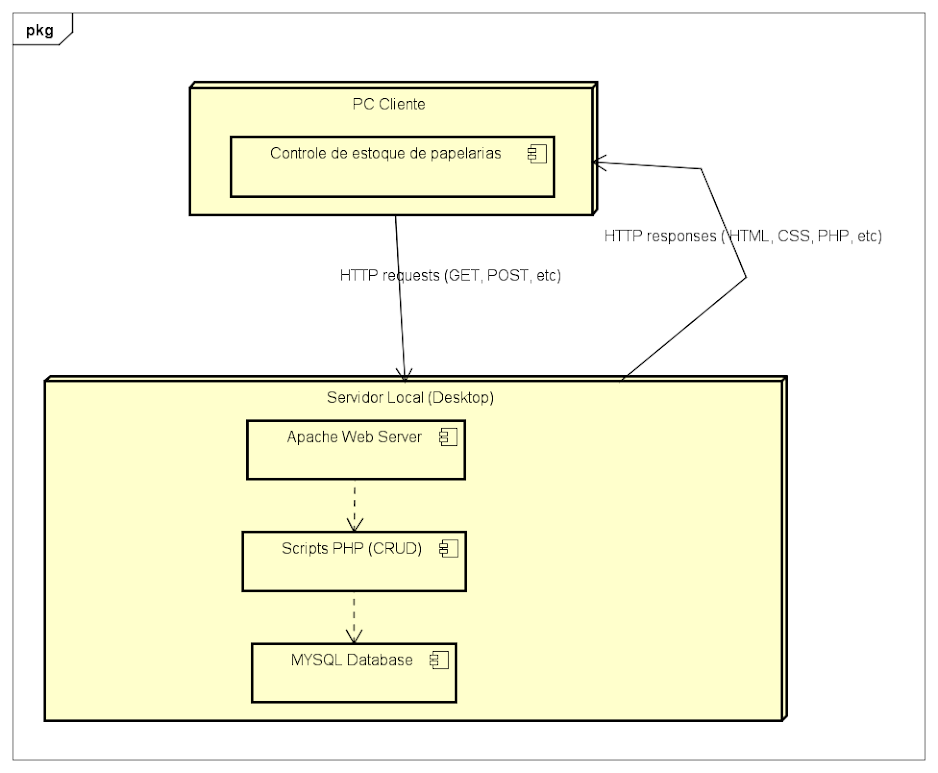 pkg
PC Cliente
Controle de estoque de papelarias
HTTP responses ( HTML, CSS, PHP, etc)
HTTP requests (GET, POST, etc)
Servidor Local (Desktop)
Apache Web Server
Scripts PHP (CRUD)
MYSQL Database